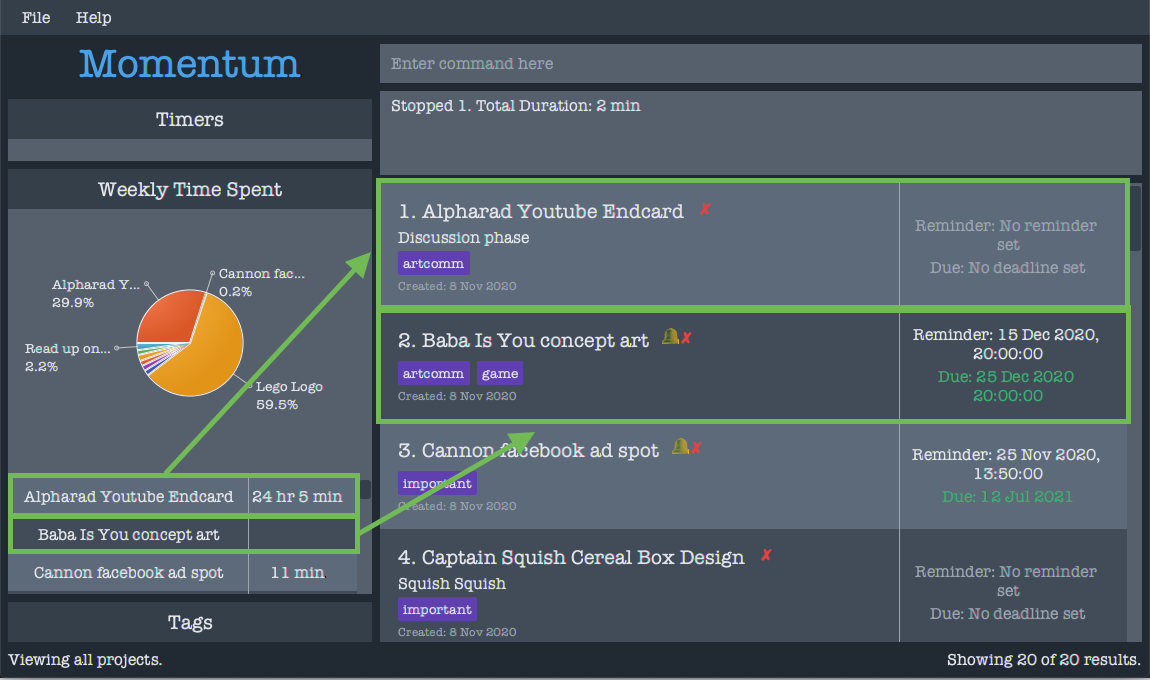 File Help
Momentum
Timers
Weekly Time Spent
Alpharad Y...
29.9%
Cannon fac...
0.2%
Read up on...
2.2%
Lego Logo
59.5%
Alpharad Youtube Endcard 24 hr 5 min
Baba Is You concept art
Cannon facebook ad spot 11 min
Tags
Enter command here
Stopped 1. Total Duration: 2 min
1. Alpharad Youtube Endcard ✘
Discussion phase
artcomm
Created: 8 Nov 2020
Reminder: No reminder
set
Due: No deadline set
2. Baba Is You concept art 🔔✘
artcomm game
Created: 8 Nov 2020
Reminder: 15 Dec 2020,
20:00:00
Due: 25 Dec 2020
20:00:00
3. Cannon facebook ad spot 🔔✘
important
Created: 8 Nov 2020
Reminder: 25 Nov 2020,
13:50:00
Due: 12 Jul 2021
4. Captain Squish Cereal Box Design ✘
Squish Squish
important
Created: 8 Nov 2020
Reminder: No reminder
set
Due: No deadline set
Viewing all projects.
Showing 20 of 20 results.